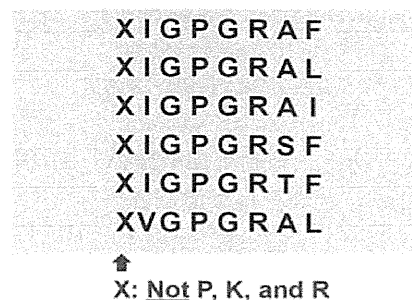 XIGPGRAF
XIGPGRAL
XIGPGRAI
XIGPGRSF
XIGPGRTF
XVGPGRAL
X: Not P, K, and R